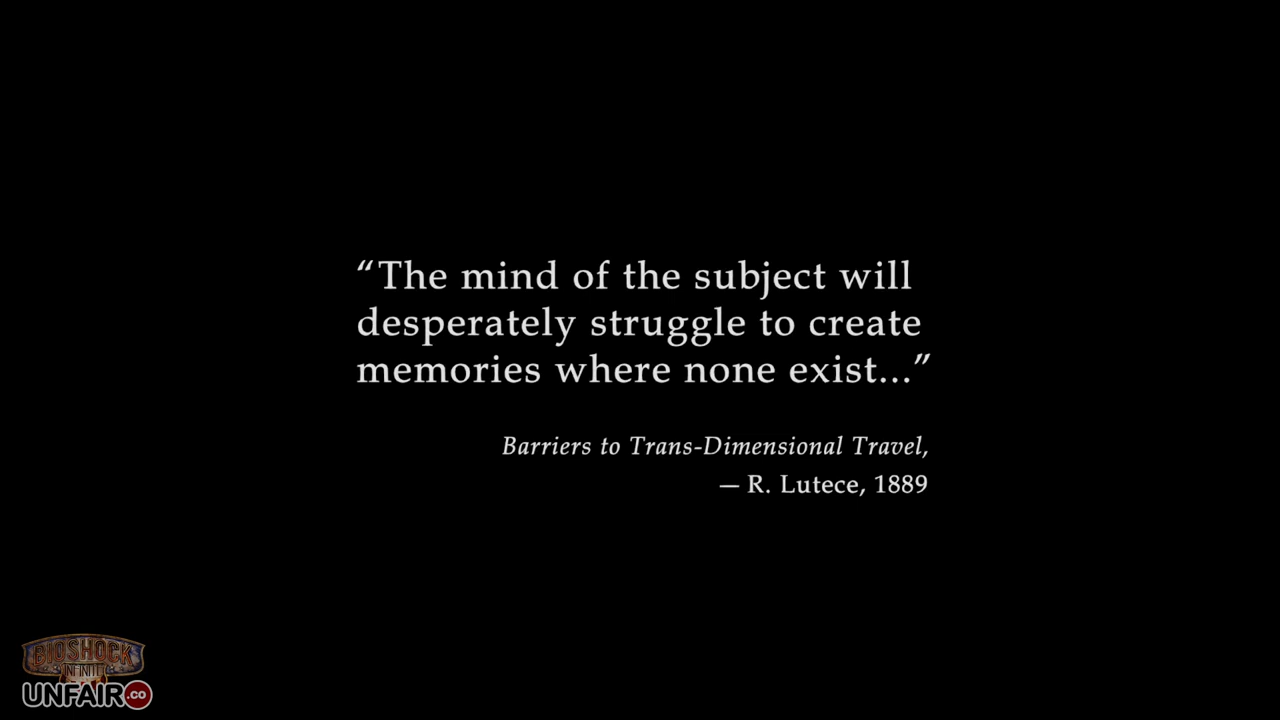 “The mind of the subject will
desperately struggle to create
memories where none exist...”
Barriers to Trans-Dimensional Travel,
— R. Lutece, 1889
BIOSHOCK
INFINITE
UNFAIR.co